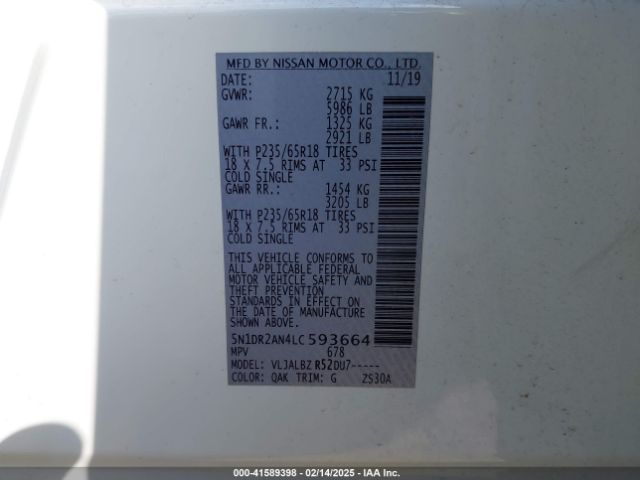 MFD BY NISSAN MOTOR CO., LTD.
DATE: 11/19
GVWR: 2715 KG
5986 LB
GAWR FR.: 1325 KG
2921 LB
WITH P235/65R18 TIRES
18 X 7.5 RIMS AT 33 PSI
COLD SINGLE
GAWR RR.: 1454 KG
3205 LB
WITH P235/65R18 TIRES
18 X 7.5 RIMS AT 33 PSI
COLD SINGLE
THIS VEHICLE CONFORMS TO
ALL APPLICABLE FEDERAL
MOTOR VEHICLE SAFETY AND
THEFT PREVENTION
STANDARDS IN EFFECT ON
THE DATE OF MANUFACTURE
SHOWN ABOVE.
5N1DR2AN4LC593664
MPV 678
MODEL: VLJALBZ R52DU7-----
COLOR: QAK TRIM: G ZS30A
000-41589398 - 02/14/2025 - IAA Inc.